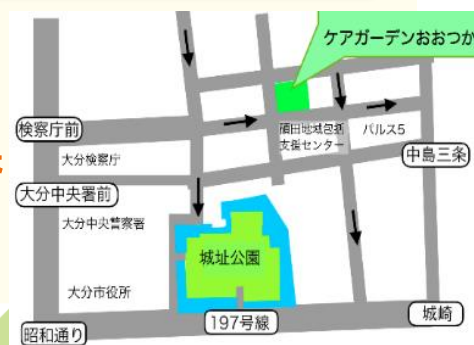 ケアガーデンおおつか
検察庁前
碩田地域包括
支援センター
パルス5
大分検察庁
中島三条
大分中央署前
大分中央警察署
城址公園
大分市役所
昭和通り
197号線
城崎